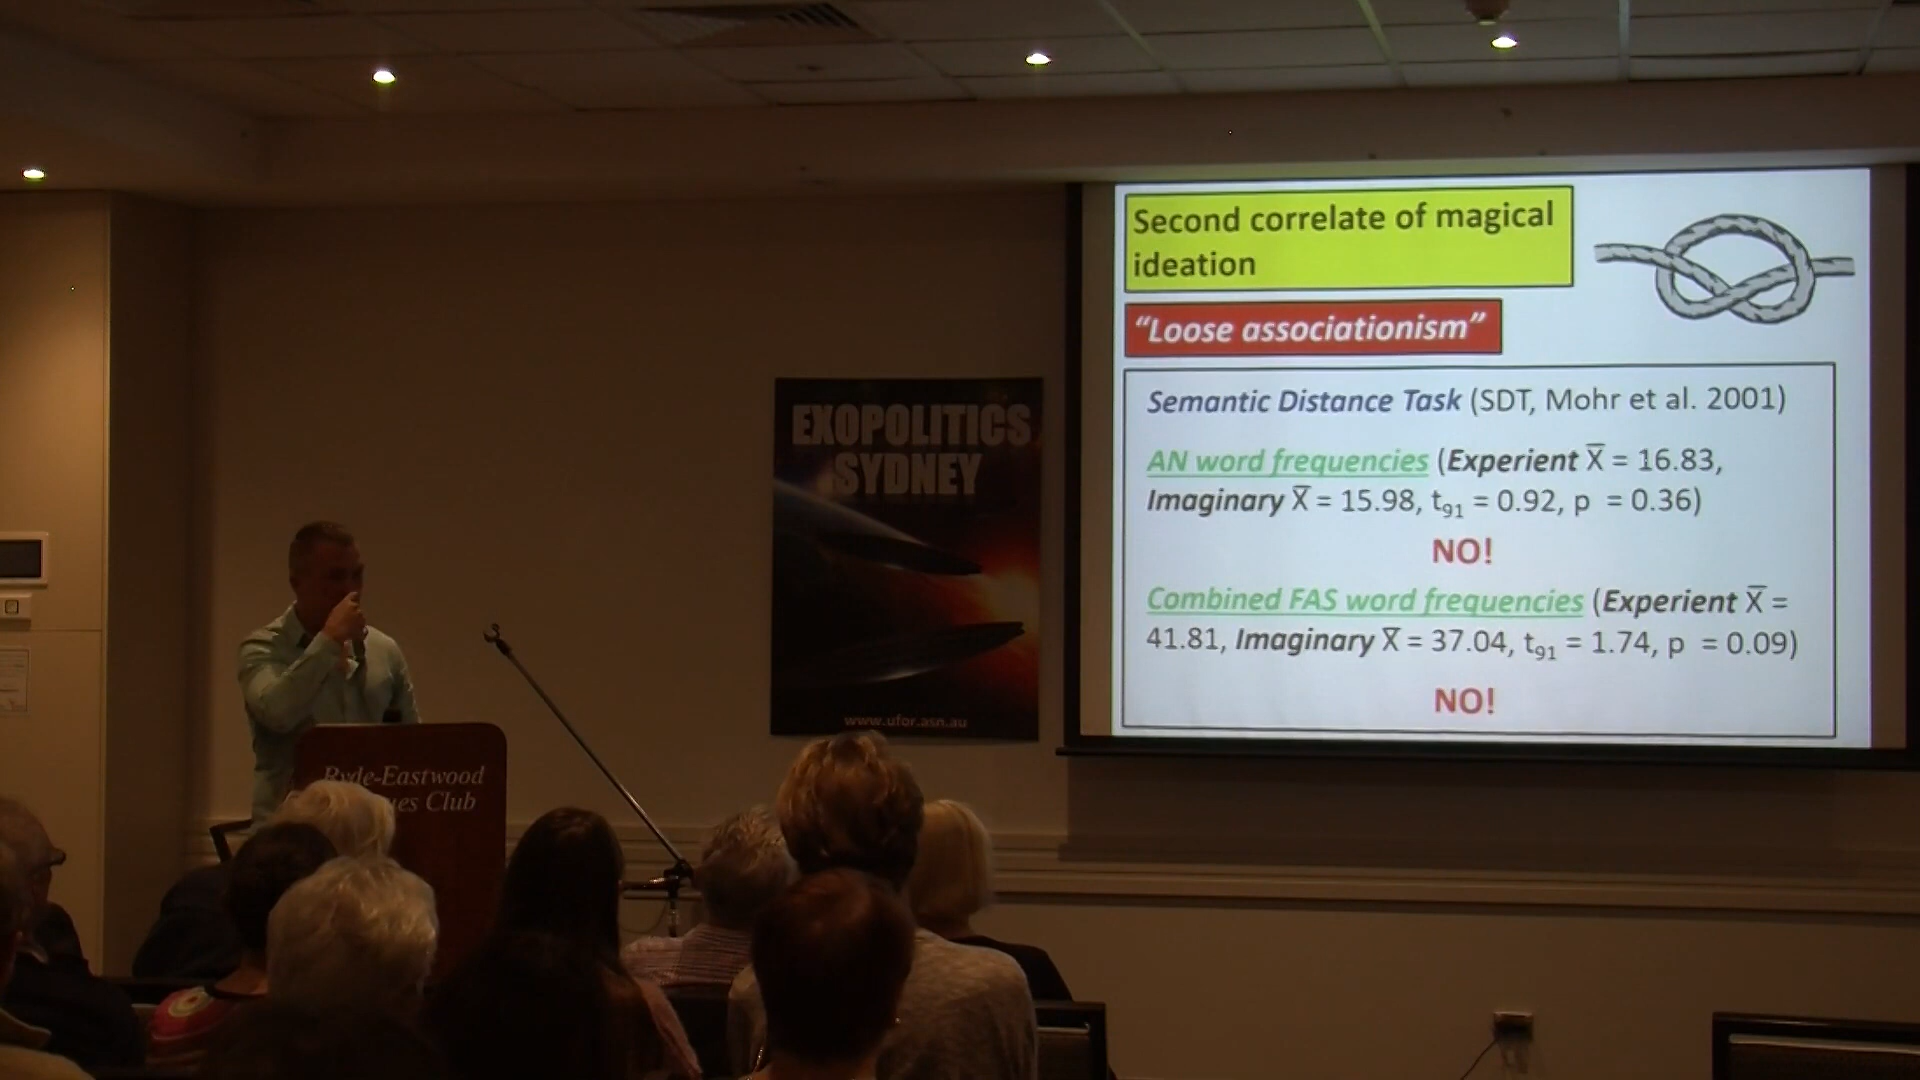 Second correlate of magical
ideation
“Loose associationism”
Semantic Distance Task (SDT, Mohr et al. 2001)
AN word frequencies (Experient X̅ = 16.83,
Imaginary X̅ = 15.98, t₉₁ = 0.92, p = 0.36)
NO!
Combined FAS word frequencies (Experient X̅ =
41.81, Imaginary X̅ = 37.04, t₉₁ = 1.74, p = 0.09)
NO!
EXOPOLITICS
SYDNEY
www.ufor.asn.au
Ryde-Eastwood
Club